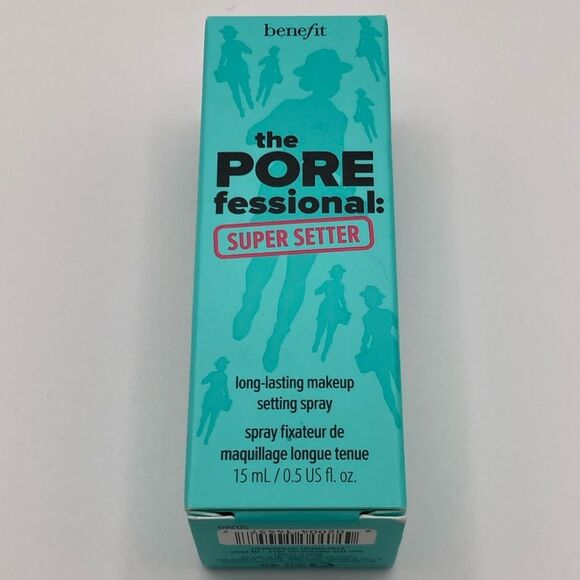 benefit
the
PORE
fessional:
SUPER SETTER
long-lasting makeup
setting spray
spray fixateur de
maquillage longue tenue
15 mL / 0.5 US fl. oz.